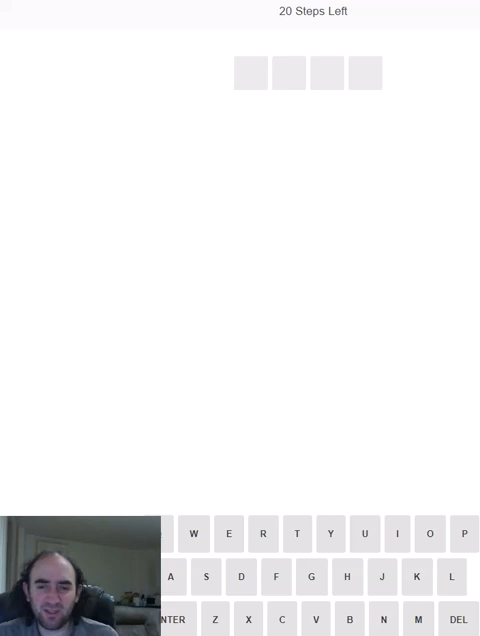 20 Steps Left
W E R T Y U I O P
A S D F G H J K L
NTER Z X C V B N M DEL